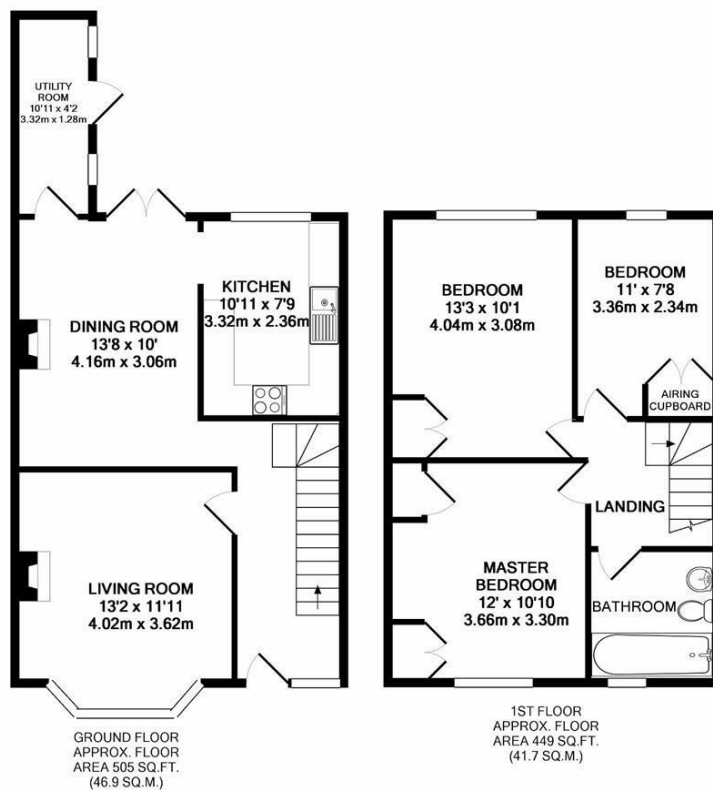 UTILITY
ROOM
10'11 x 4'2
3.32m x 1.28m
KITCHEN
10'11 x 7'9
3.32m x 2.36m
DINING ROOM
13'8 x 10'
4.16m x 3.06m
LIVING ROOM
13'2 x 11'11
4.02m x 3.62m
GROUND FLOOR
APPROX. FLOOR
AREA 505 SQ.FT.
(46.9 SQ.M.)
BEDROOM
13'3 x 10'1
4.04m x 3.08m
BEDROOM
11' x 7'8
3.36m x 2.34m
AIRING
CUPBOARD
LANDING
MASTER
BEDROOM
12' x 10'10
3.66m x 3.30m
BATHROOM
1ST FLOOR
APPROX. FLOOR
AREA 449 SQ.FT.
(41.7 SQ.M.)